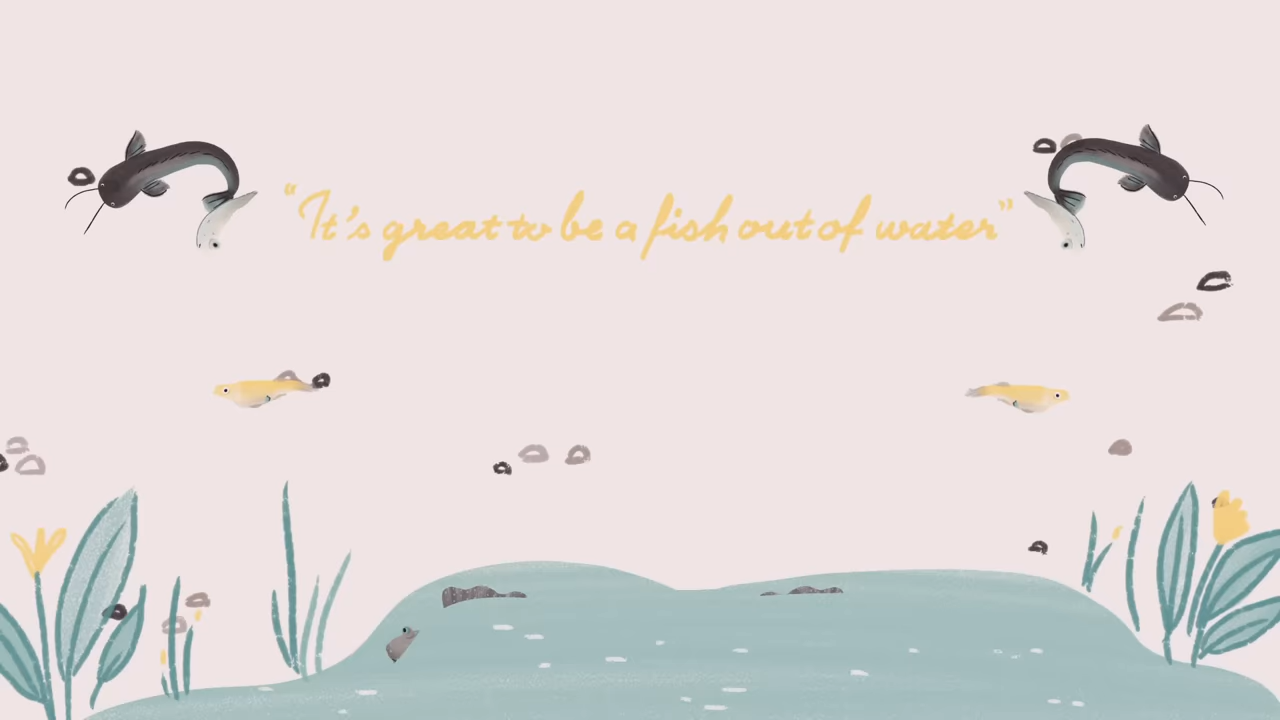 “It's great to be a fish out of water”